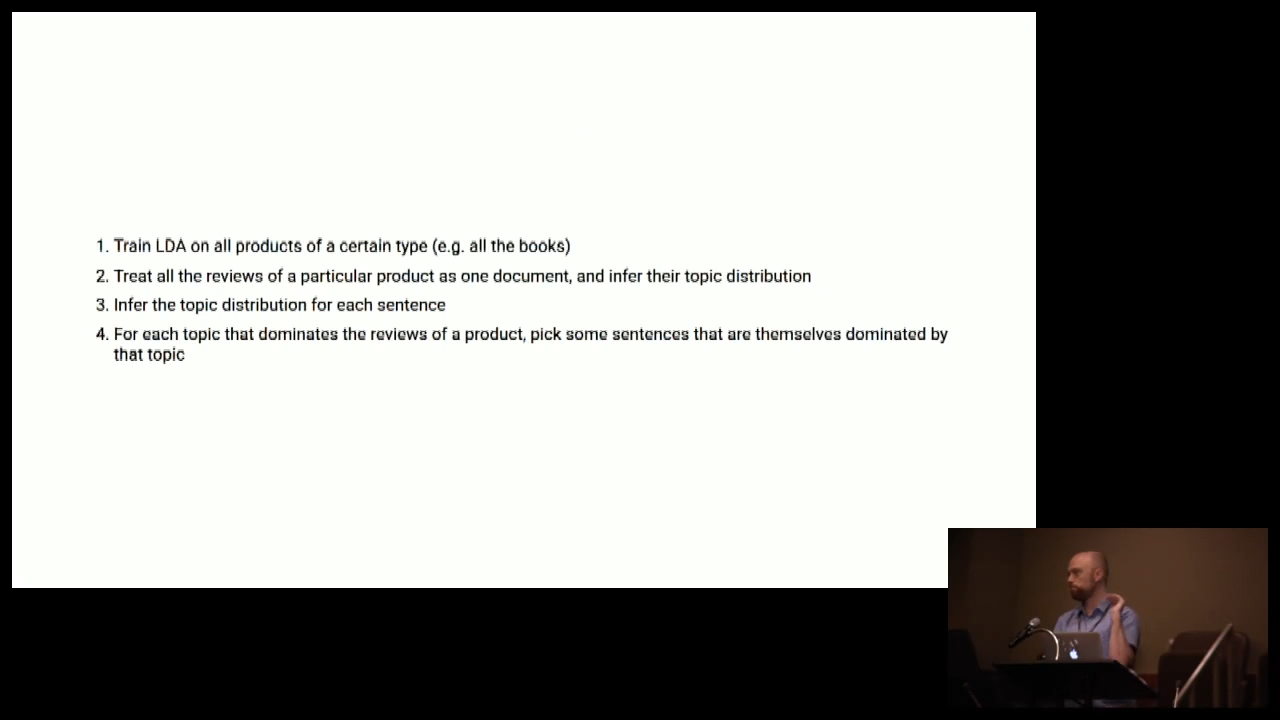 1. Train LDA on all products of a certain type (e.g. all the books)
2. Treat all the reviews of a particular product as one document, and infer their topic distribution
3. Infer the topic distribution for each sentence
4. For each topic that dominates the reviews of a product, pick some sentences that are themselves dominated by
that topic